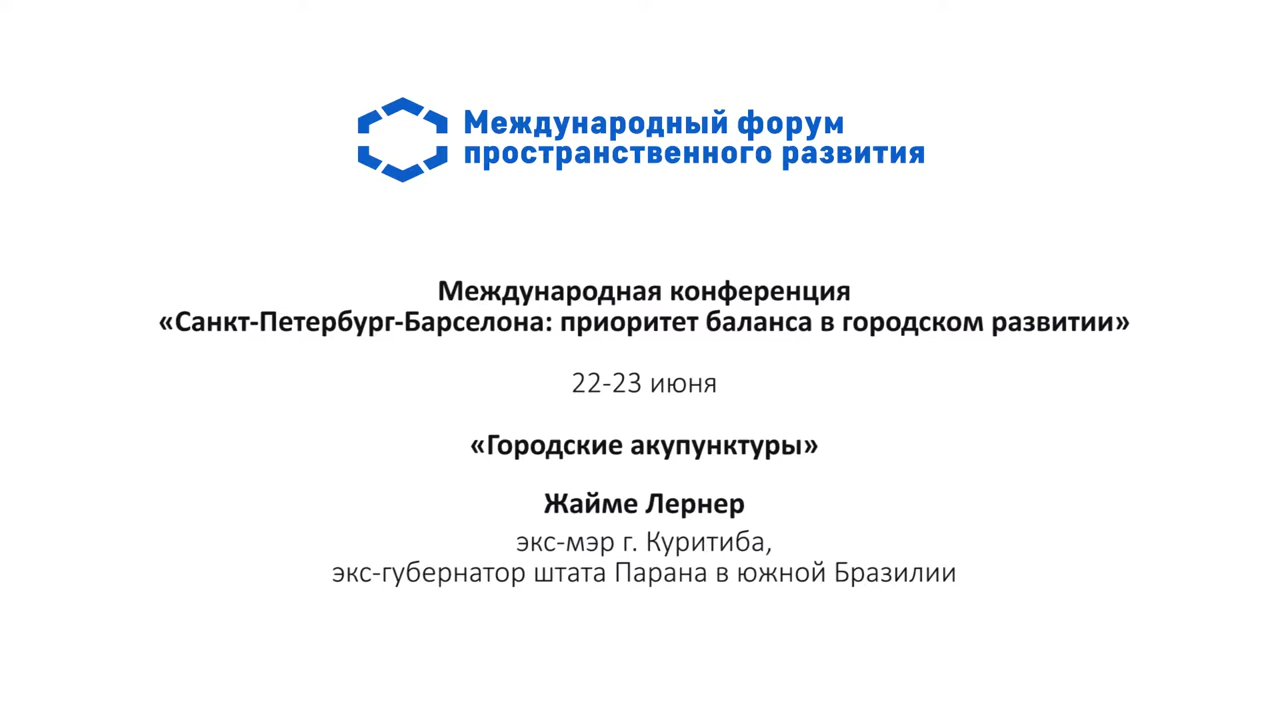 Международный форум
пространственного развития
Международная конференция
«Санкт-Петербург-Барселона: приоритет баланса в городском развитии»
22-23 июня
«Городские акупунктуры»
Жайме Лернер
экс-мэр г. Куритиба,
экс-губернатор штата Парана в южной Бразилии